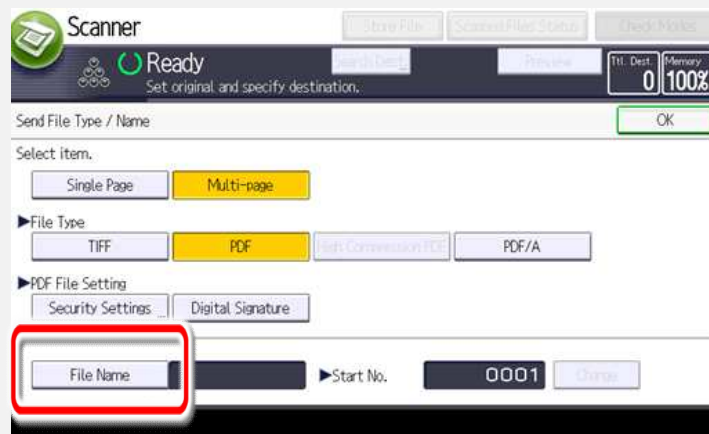 Scanner
Store File
Scanned Files Status
Check Modes
Ready
Search Dest.
Preview
Ttl. Dest.
0
Memory
100%
Set original and specify destination.
Send File Type / Name
OK
Select item.
Single Page
Multi-page
►File Type
TIFF
PDF
High Compression PDF
PDF/A
►PDF File Setting
Security Settings
Digital Signature
File Name
►Start No.
0001
Change